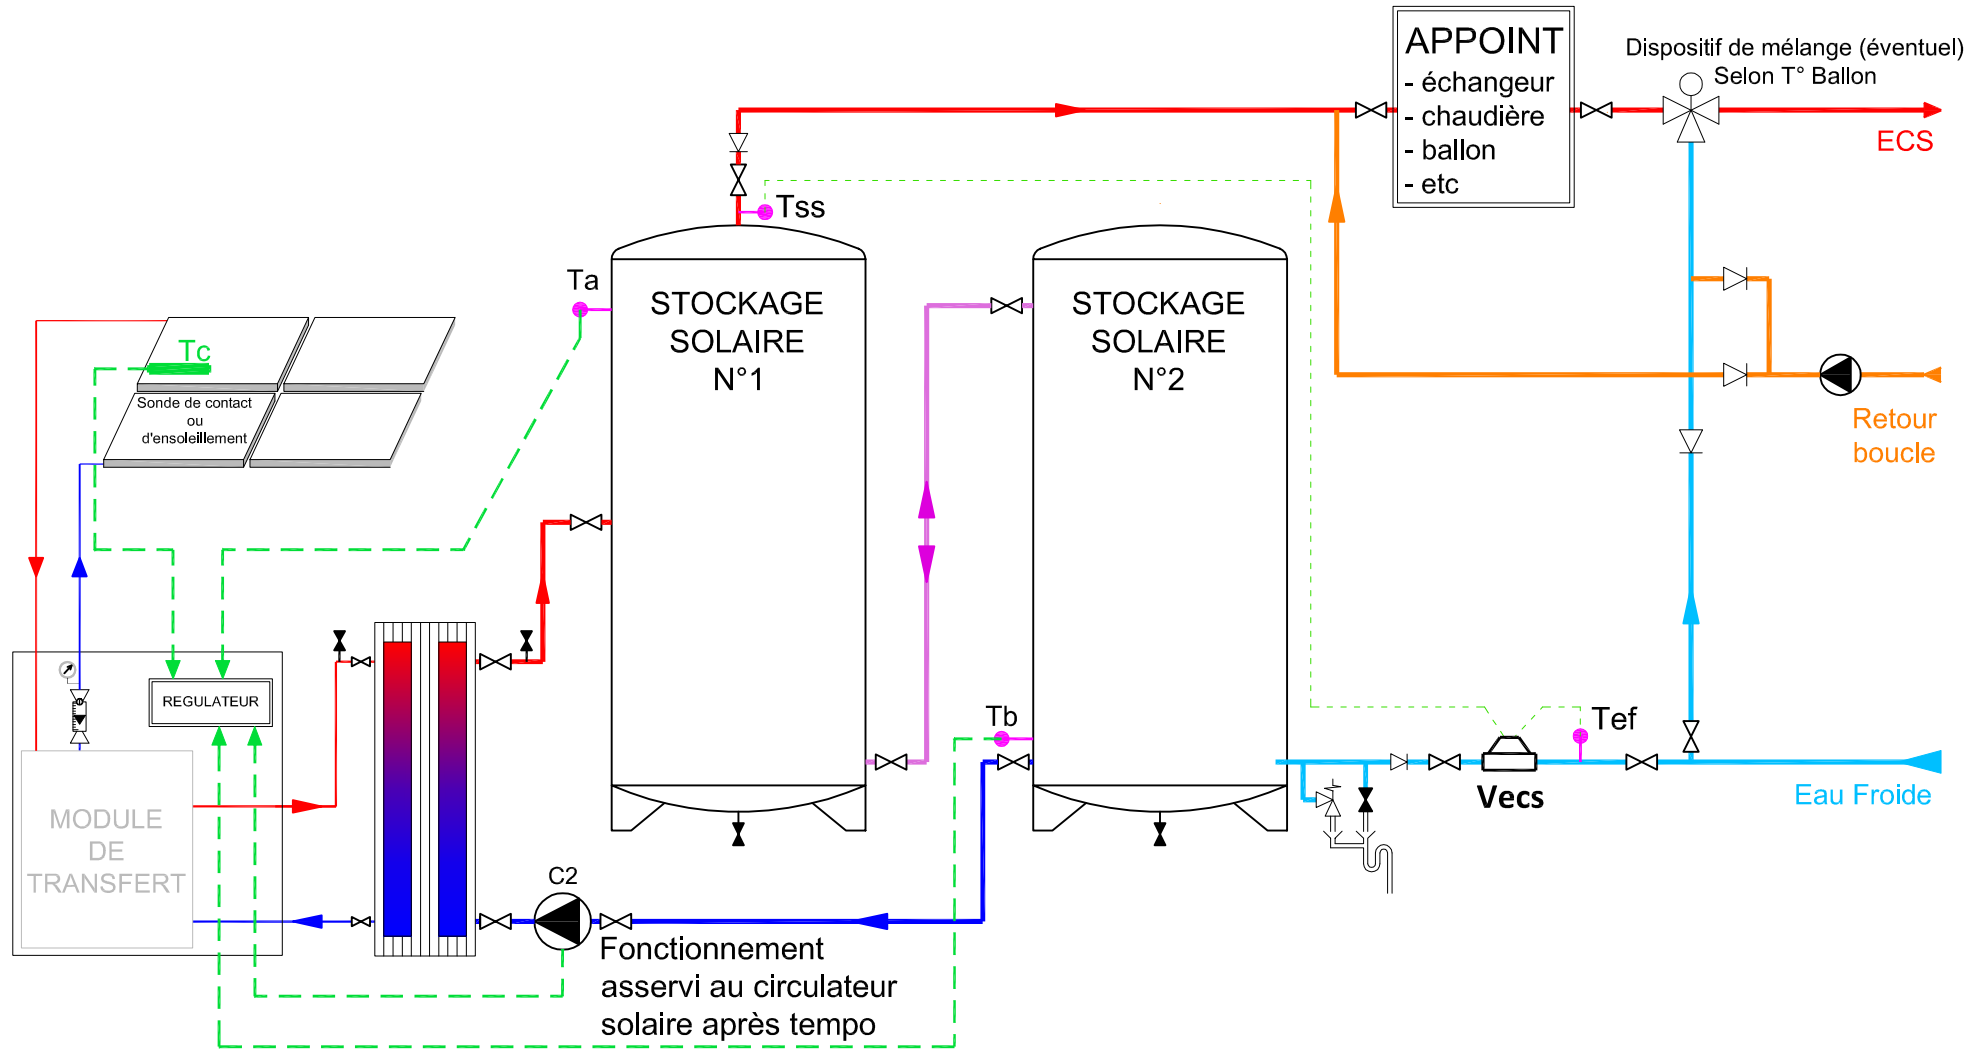 APPOINT
- échangeur
- chaudière
- ballon
- etc
Dispositif de mélange (éventuel)
Selon T° Ballon
ECS
Tss
Ta
STOCKAGE
SOLAIRE
N°1
STOCKAGE
SOLAIRE
N°2
Tc
Sonde de contact
ou
d'ensoleillement
Retour
boucle
REGULATEUR
Tb
Tef
Vecs
Eau Froide
MODULE
DE
TRANSFERT
C2
Fonctionnement
asservi au circulateur
solaire après tempo